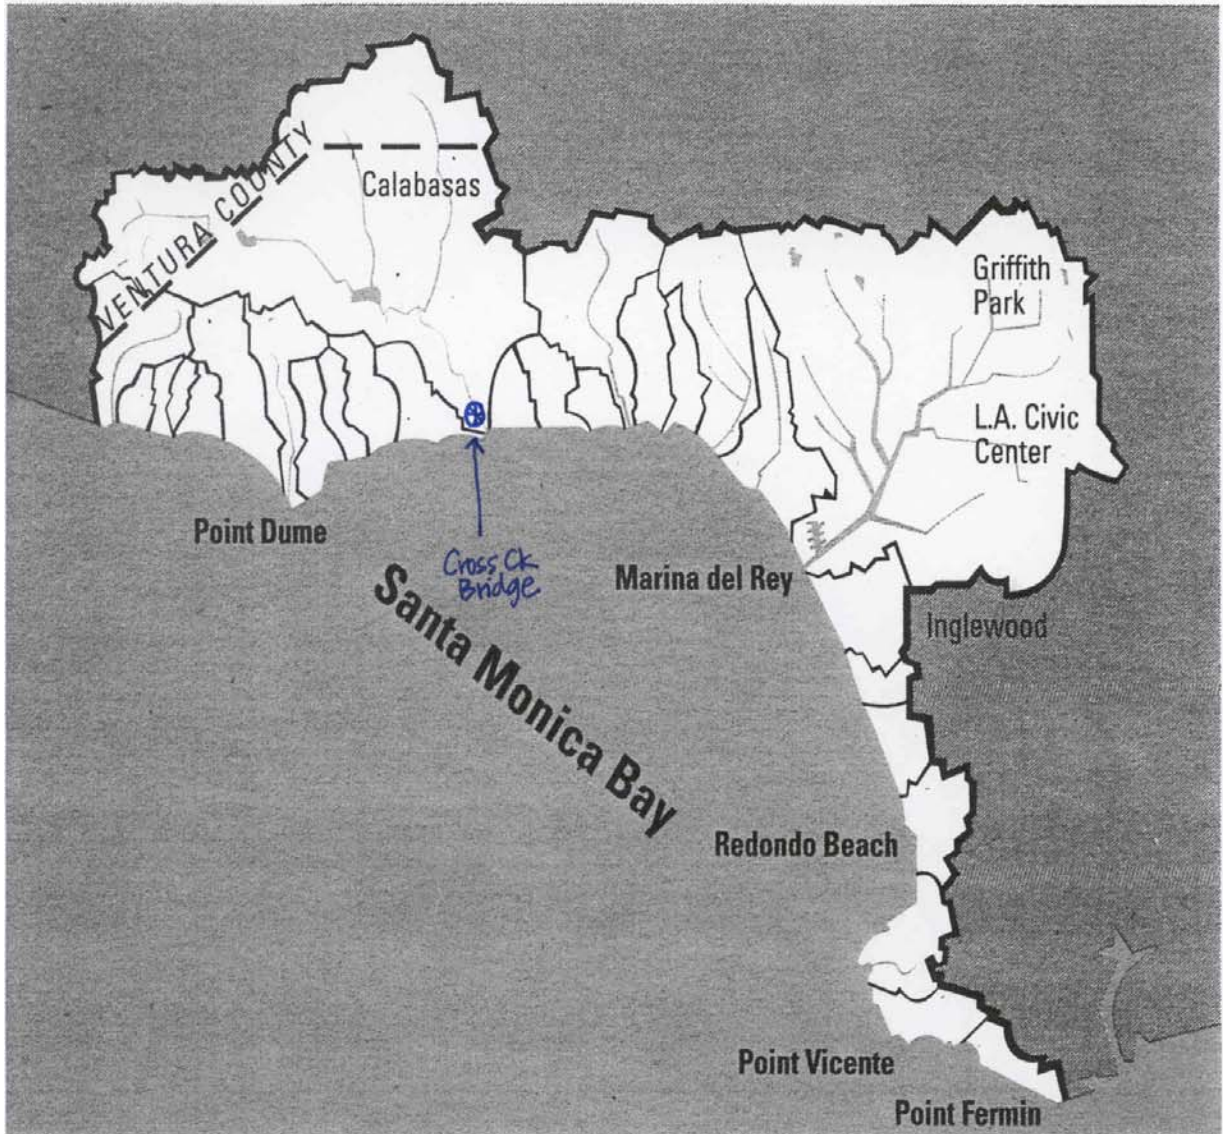 VENTURA COUNTY
Calabasas
Griffith
Park
L.A. Civic
Center
Point Dume
Cross Ck
Bridge
Santa Monica Bay
Marina del Rey
Inglewood
Redondo Beach
Point Vicente
Point Fermin